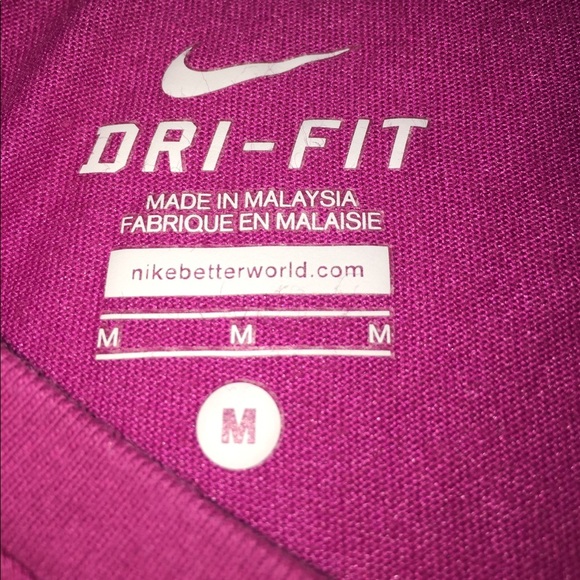 DRI-FIT
MADE IN MALAYSIA
FABRIQUE EN MALAISIE
nikebetterworld.com
M M M
M